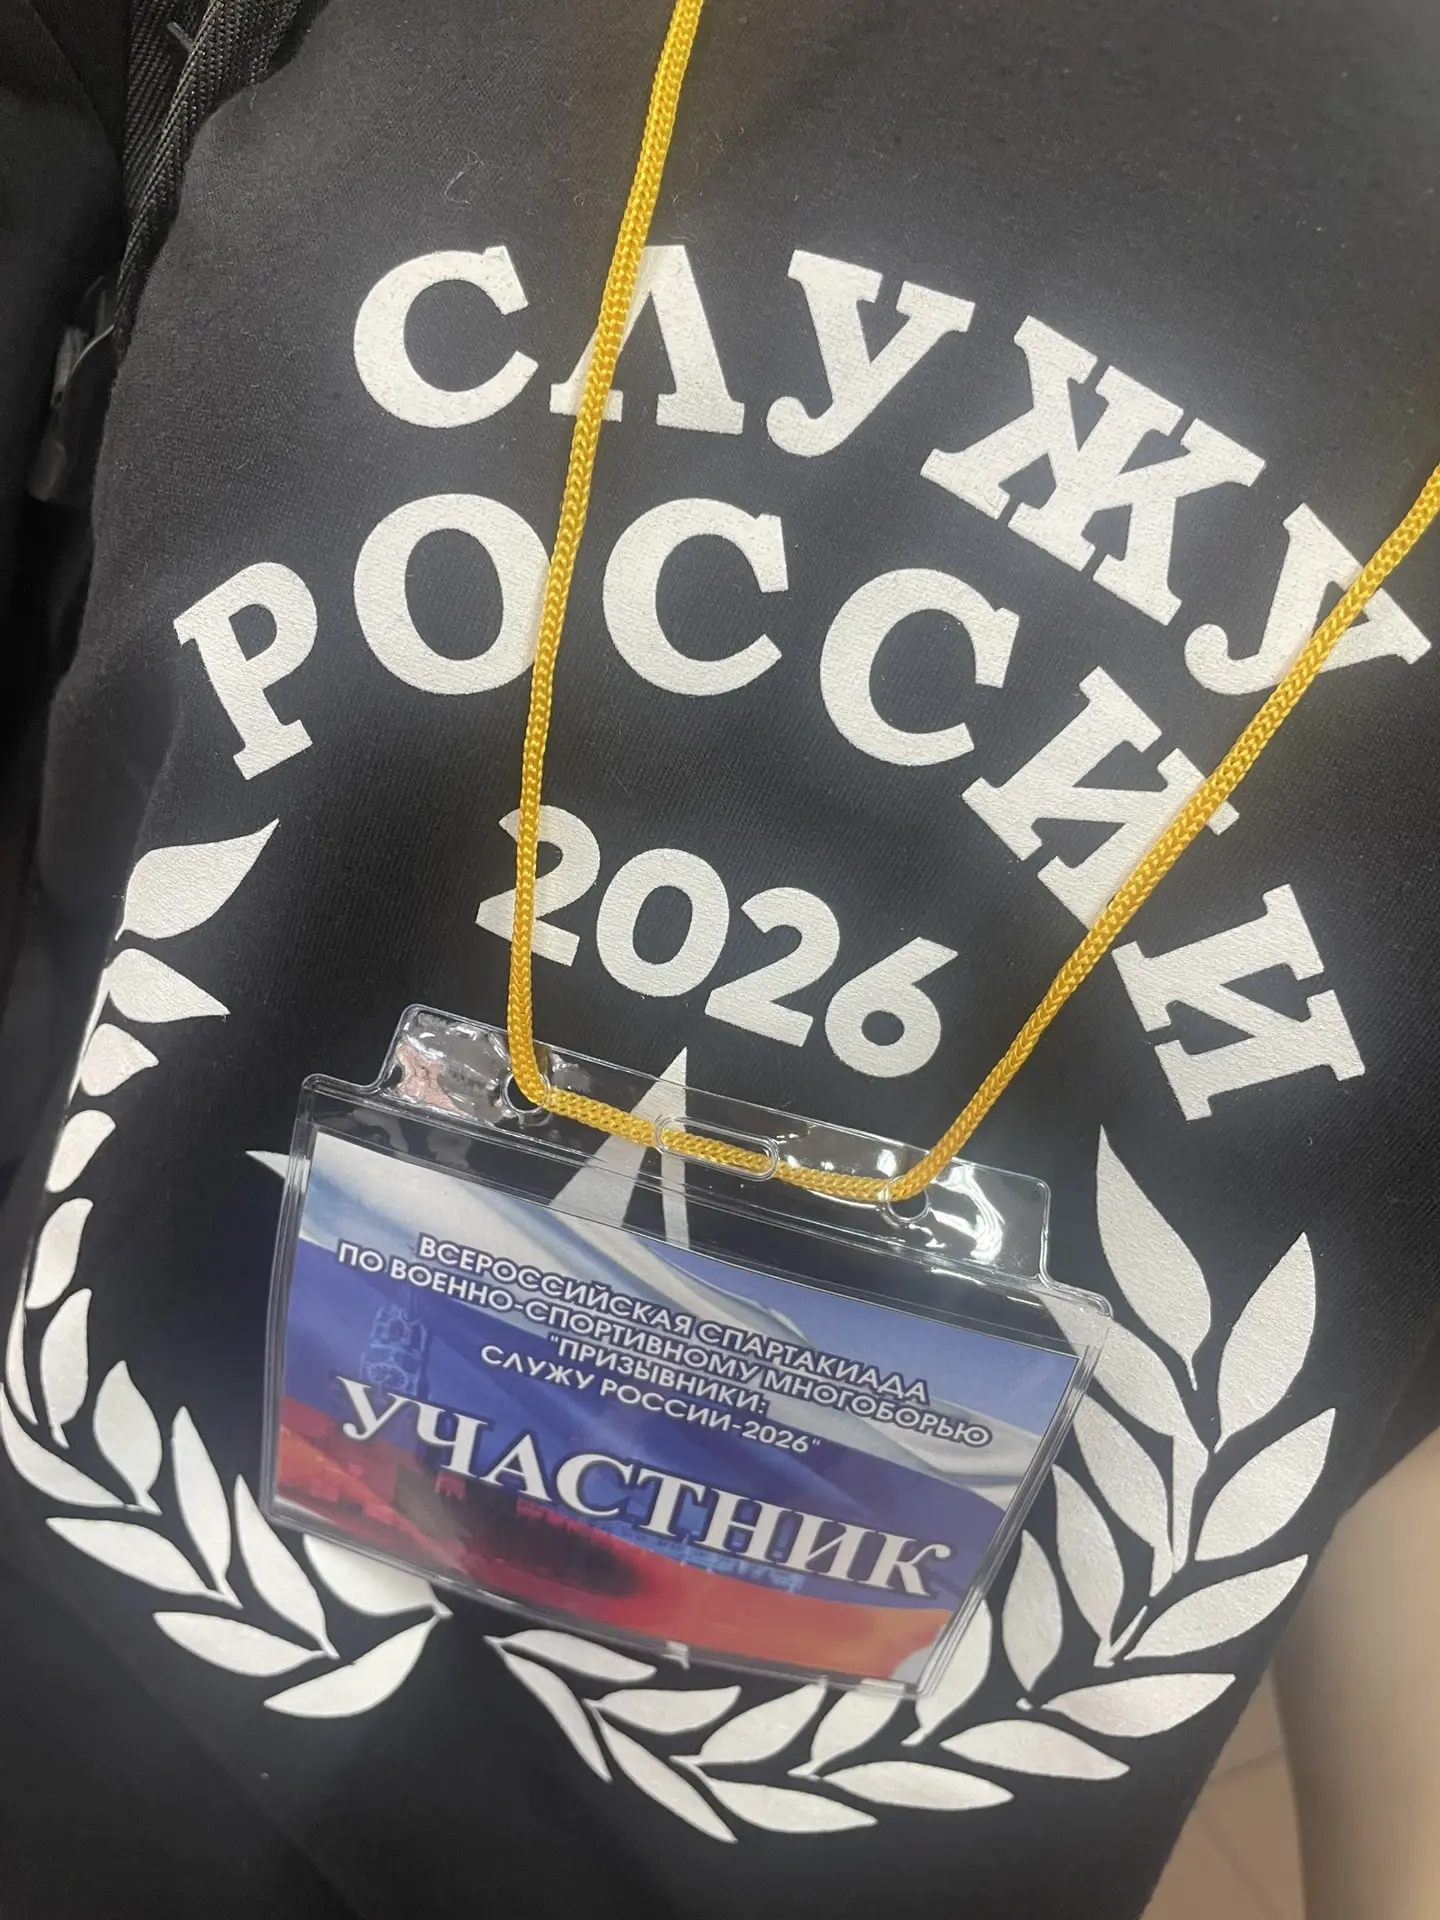 СЛУЖУ
РОССИИ
2026
ВСЕРОССИЙСКАЯ СПАРТАКИАДА
ПО ВОЕННО-СПОРТИВНОМУ МНОГОБОРЬЮ
"ПРИЗЫВНИКИ:
СЛУЖУ РОССИИ-2026"
УЧАСТНИК